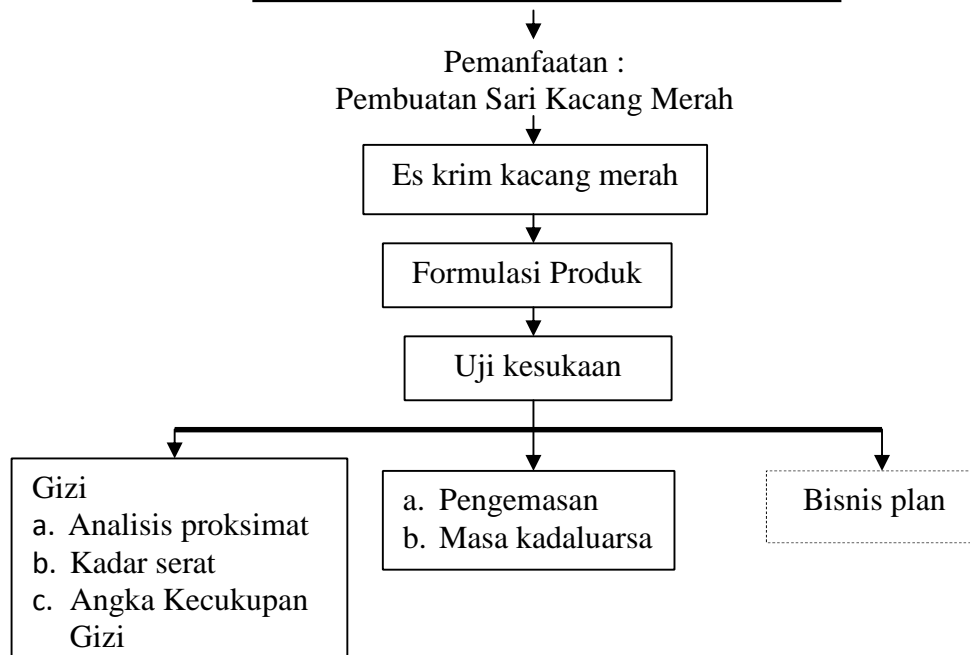 Pemanfaatan :
Pembuatan Sari Kacang Merah
Es krim kacang merah
Formulasi Produk
Uji kesukaan
Gizi
a. Analisis proksimat
b. Kadar serat
c. Angka Kecukupan
Gizi
a. Pengemasan
b. Masa kadaluarsa
Bisnis plan